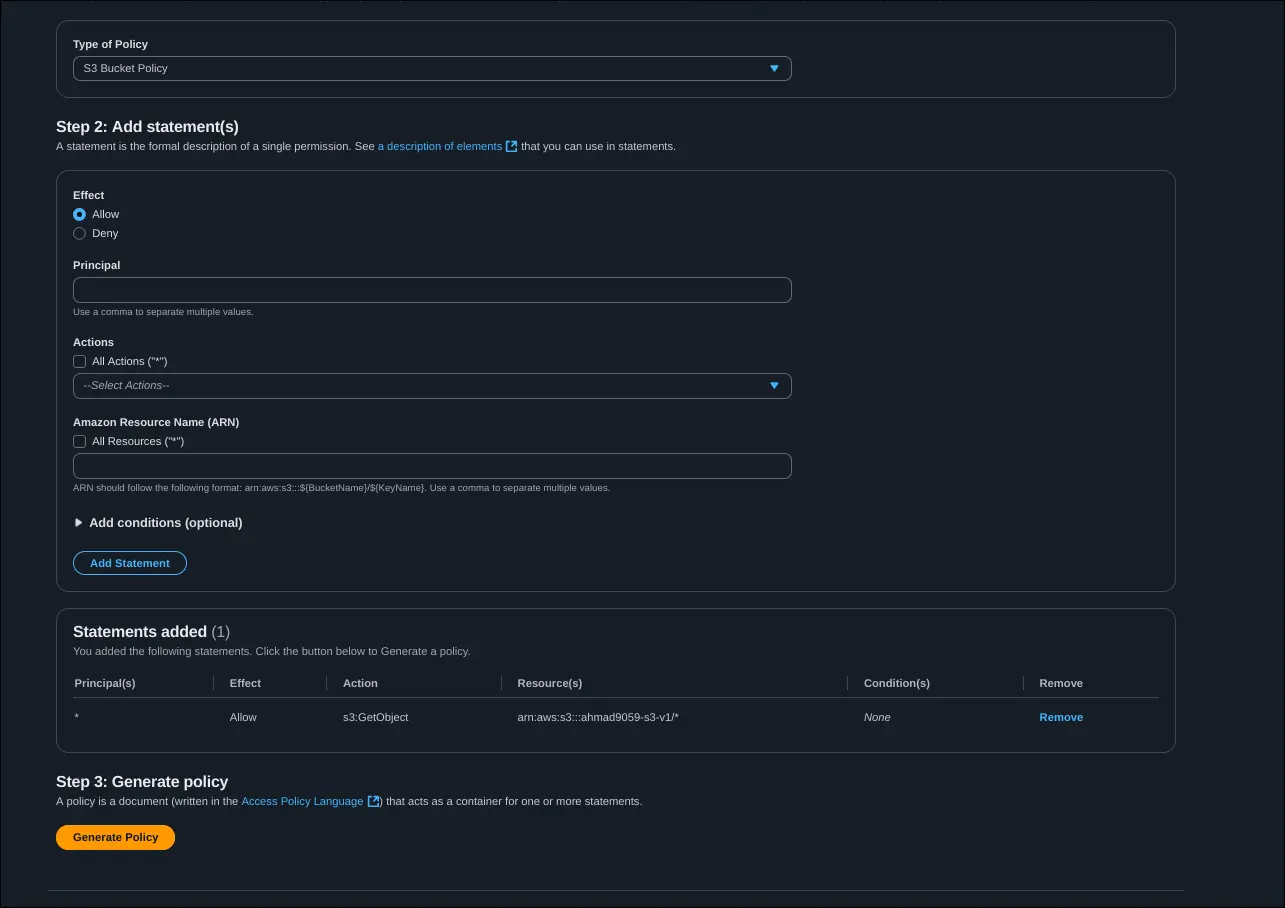 Type of Policy
S3 Bucket Policy
Step 2: Add statement(s)
A statement is the formal description of a single permission. See a description of elements that you can use in statements.
Effect
Allow
Deny
Principal
Use a comma to separate multiple values.
Actions
All Actions ("*")
--Select Actions--
Amazon Resource Name (ARN)
All Resources ("*")
ARN should follow the following format: arn:aws:s3:::${BucketName}/${KeyName}. Use a comma to separate multiple values.
Add conditions (optional)
Add Statement
Statements added (1)
You added the following statements. Click the button below to Generate a policy.
Principal(s) Effect Action Resource(s) Condition(s) Remove
* Allow s3:GetObject arn:aws:s3:::ahmad9059-s3-v1/* None Remove
Step 3: Generate policy
A policy is a document (written in the Access Policy Language ) that acts as a container for one or more statements.
Generate Policy